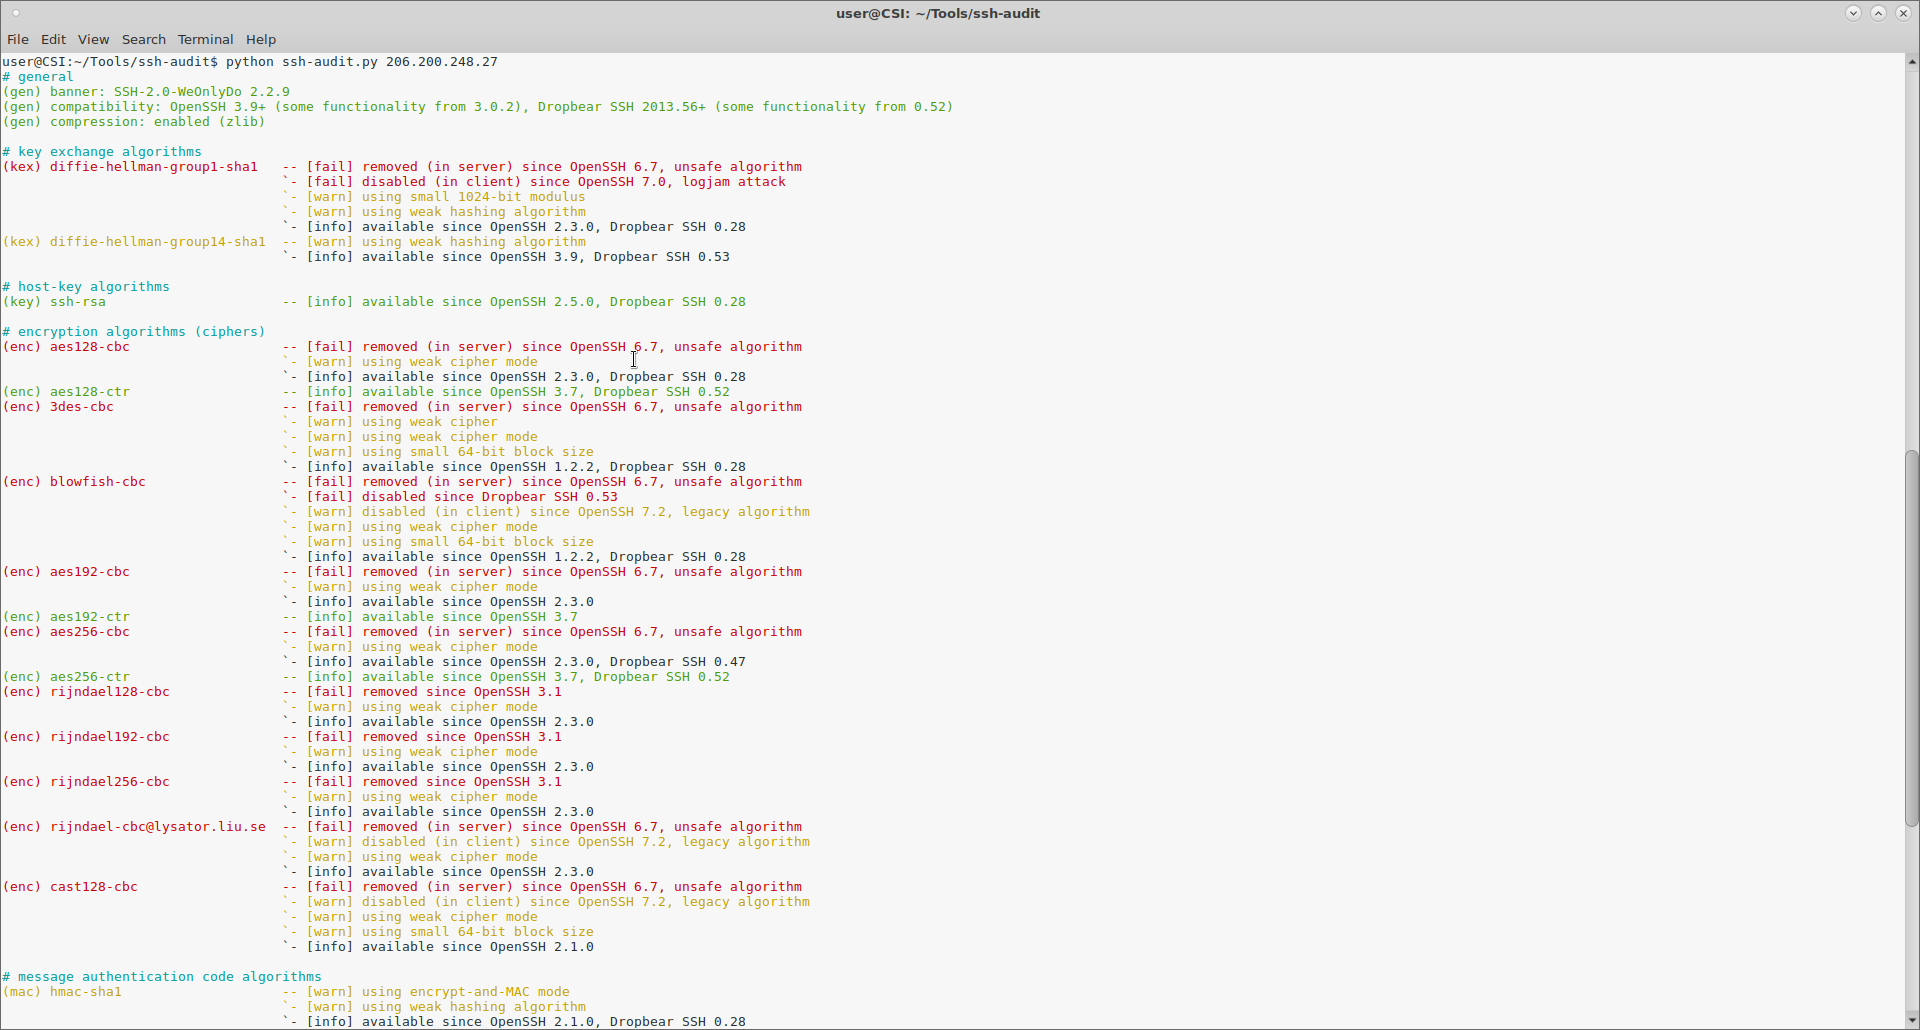 user@CSI: ~/Tools/ssh-audit
File Edit View Search Terminal Help
user@CSI:~/Tools/ssh-audit$ python ssh-audit.py 206.200.248.27
# general
(gen) banner: SSH-2.0-WeOnlyDo 2.2.9
(gen) compatibility: OpenSSH 3.9+ (some functionality from 3.0.2), Dropbear SSH 2013.56+ (some functionality from 0.52)
(gen) compression: enabled (zlib)
# key exchange algorithms
(kex) diffie-hellman-group1-sha1 -- [fail] removed (in server) since OpenSSH 6.7, unsafe algorithm
`- [fail] disabled (in client) since OpenSSH 7.0, logjam attack
`- [warn] using small 1024-bit modulus
`- [warn] using weak hashing algorithm
`- [info] available since OpenSSH 2.3.0, Dropbear SSH 0.28
(kex) diffie-hellman-group14-sha1 -- [warn] using weak hashing algorithm
`- [info] available since OpenSSH 3.9, Dropbear SSH 0.53
# host-key algorithms
(key) ssh-rsa -- [info] available since OpenSSH 2.5.0, Dropbear SSH 0.28
# encryption algorithms (ciphers)
(enc) aes128-cbc -- [fail] removed (in server) since OpenSSH 6.7, unsafe algorithm
`- [warn] using weak cipher mode
`- [info] available since OpenSSH 2.3.0, Dropbear SSH 0.28
(enc) aes128-ctr -- [info] available since OpenSSH 3.7, Dropbear SSH 0.52
(enc) 3des-cbc -- [fail] removed (in server) since OpenSSH 6.7, unsafe algorithm
`- [warn] using weak cipher
`- [warn] using weak cipher mode
`- [warn] using small 64-bit block size
`- [info] available since OpenSSH 1.2.2, Dropbear SSH 0.28
(enc) blowfish-cbc -- [fail] removed (in server) since OpenSSH 6.7, unsafe algorithm
`- [fail] disabled since Dropbear SSH 0.53
`- [warn] disabled (in client) since OpenSSH 7.2, legacy algorithm
`- [warn] using weak cipher mode
`- [warn] using small 64-bit block size
`- [info] available since OpenSSH 1.2.2, Dropbear SSH 0.28
(enc) aes192-cbc -- [fail] removed (in server) since OpenSSH 6.7, unsafe algorithm
`- [warn] using weak cipher mode
`- [info] available since OpenSSH 2.3.0
(enc) aes192-ctr -- [info] available since OpenSSH 3.7
(enc) aes256-cbc -- [fail] removed (in server) since OpenSSH 6.7, unsafe algorithm
`- [warn] using weak cipher mode
`- [info] available since OpenSSH 2.3.0, Dropbear SSH 0.47
(enc) aes256-ctr -- [info] available since OpenSSH 3.7, Dropbear SSH 0.52
(enc) rijndael128-cbc -- [fail] removed since OpenSSH 3.1
`- [warn] using weak cipher mode
`- [info] available since OpenSSH 2.3.0
(enc) rijndael192-cbc -- [fail] removed since OpenSSH 3.1
`- [warn] using weak cipher mode
`- [info] available since OpenSSH 2.3.0
(enc) rijndael256-cbc -- [fail] removed since OpenSSH 3.1
`- [warn] using weak cipher mode
`- [info] available since OpenSSH 2.3.0
(enc) rijndael-cbc@lysator.liu.se -- [fail] removed (in server) since OpenSSH 6.7, unsafe algorithm
`- [warn] disabled (in client) since OpenSSH 7.2, legacy algorithm
`- [warn] using weak cipher mode
`- [info] available since OpenSSH 2.3.0
(enc) cast128-cbc -- [fail] removed (in server) since OpenSSH 6.7, unsafe algorithm
`- [warn] disabled (in client) since OpenSSH 7.2, legacy algorithm
`- [warn] using weak cipher mode
`- [warn] using small 64-bit block size
`- [info] available since OpenSSH 2.1.0
# message authentication code algorithms
(mac) hmac-sha1 -- [warn] using encrypt-and-MAC mode
`- [warn] using weak hashing algorithm
`- [info] available since OpenSSH 2.1.0, Dropbear SSH 0.28